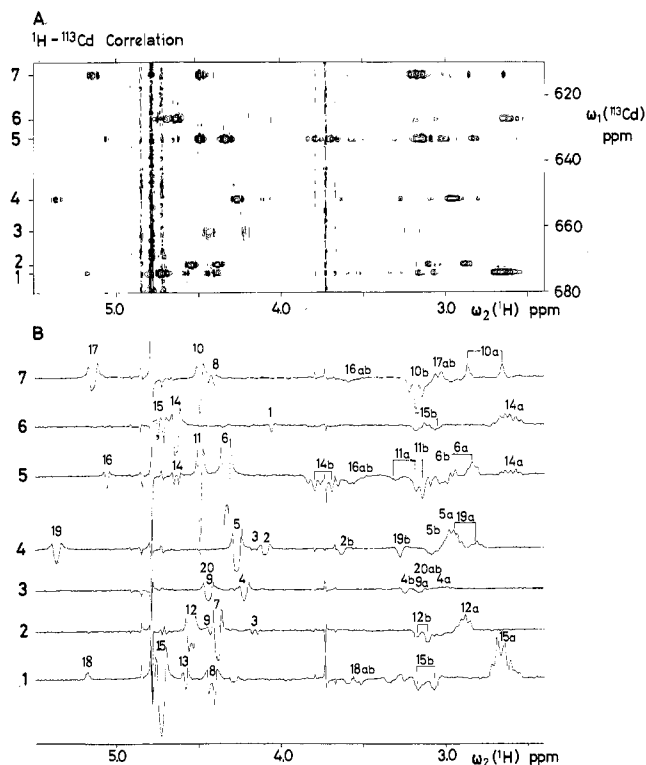 A.
¹H – ¹¹³Cd Correlation
7
620
6
ω₁(¹¹³Cd)
5
ppm
640
4
3
660
2
1
680
5.0 4.0 3.0 ω₂(¹H) ppm
B
17 10 8 16ab 10b 17ab 10a
7
15 14 1 15b 14a
6
16 14 11 6 14b 16ab 11a 11b 6b 6a 14a
5
19 5 3 2 2b 19b 5b 5a 19a
4
20 9 4 4b 9a 20ab 4a
3
12 9 7 3 12b 12a
2
18 15 13 8 18ab 15b 15a
1
5.0 4.0 3.0 ω₂(¹H) ppm